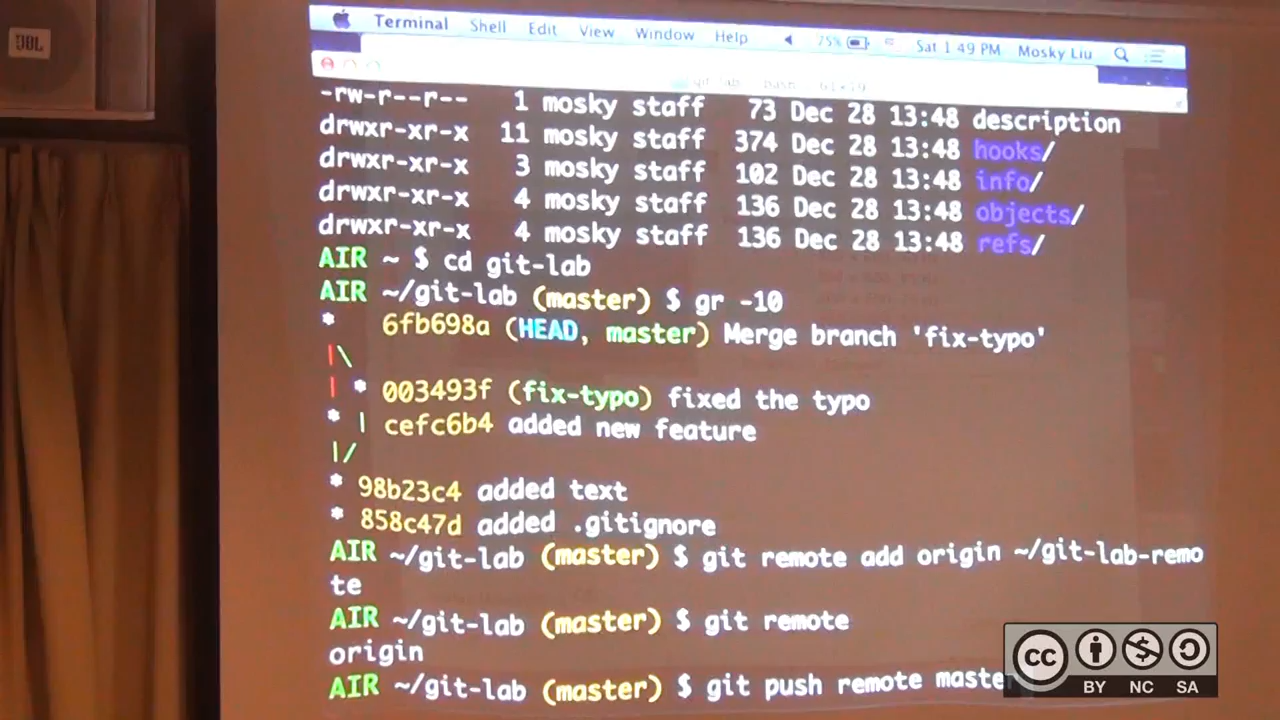 JBL
Terminal Shell Edit View Window Help 75% Sat 1:49 PM Mosky Liu
git-lab — bash — 61×19
-rw-r--r-- 1 mosky staff 73 Dec 28 13:48 description
drwxr-xr-x 11 mosky staff 374 Dec 28 13:48 hooks/
drwxr-xr-x 3 mosky staff 102 Dec 28 13:48 info/
drwxr-xr-x 4 mosky staff 136 Dec 28 13:48 objects/
drwxr-xr-x 4 mosky staff 136 Dec 28 13:48 refs/
AIR ~ $ cd git-lab
AIR ~/git-lab (master) $ gr -10
* 6fb698a (HEAD, master) Merge branch 'fix-typo'
|\
| * 003493f (fix-typo) fixed the typo
* | cefc6b4 added new feature
|/
* 98b23c4 added text
* 858c47d added .gitignore
AIR ~/git-lab (master) $ git remote add origin ~/git-lab-remo
te
AIR ~/git-lab (master) $ git remote
origin
AIR ~/git-lab (master) $ git push remote master
CC
BY NC SA